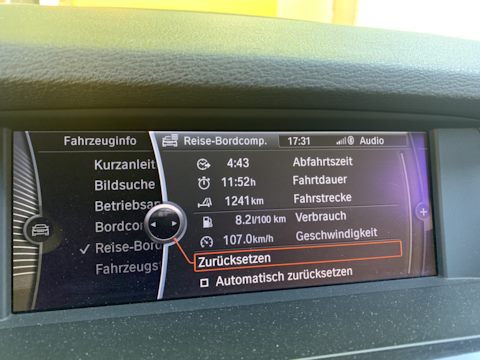 Fahrzeuginfo
Reise-Bordcomp.
17:31
Audio
Kurzanleit
Bildsuche
Betriebsan
Bordco
Reise-Bord
Fahrzeugs
4:43 Abfahrtszeit
11:52h Fahrtdauer
1241km Fahrstrecke
8.2l/100 km Verbrauch
107.0km/h Geschwindigkeit
Zurücksetzen
Automatisch zurücksetzen